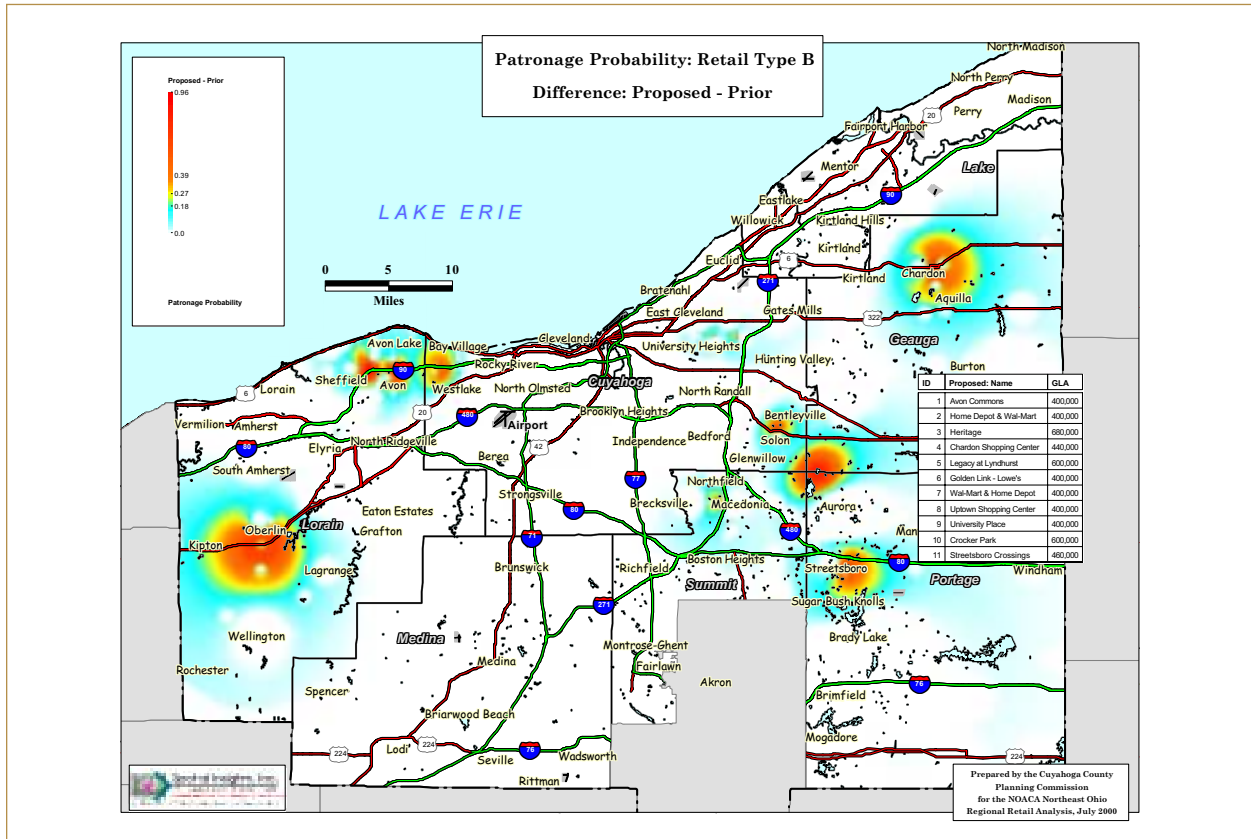 Patronage Probability: Retail Type B
Difference: Proposed - Prior
Proposed - Prior
0.96
0.39
0.27
0.18
0.0
Patronage Probability
LAKE ERIE
0 5 10
Miles
North Madison
North Perry
Madison
Perry
20
Fairport Harbor
Mentor
Lake
90
Eastlake
Willowick
Kirtland Hills
Kirtland
Euclid
6
Chardon
Kirtland
271
Bratenahl
Aquilla
East Cleveland
Gates Mills
322
Cleveland
University Heights
Geauga
Avon Lake
Bay Village
Hunting Valley
Burton
Rocky River
90
Sheffield
Avon
Westlake
North Olmsted
Cuyahoga
Lorain
6
North Randall
20
Brooklyn Heights
Bentleyville
480
Airport
Vermilion
Amherst
Solon
North Ridgeville
Independence
Bedford
80
Elyria
42
Berea
Glenwillow
South Amherst
77
Northfield
Strongsville
Brecksville
Macedonia
Aurora
Eaton Estates
80
Lorain
Oberlin
Grafton
480
Man
71
Kipton
Boston Heights
Lagrange
Brunswick
Richfield
Streetsboro
80
Windham
Summit
Portage
271
Sugar Bush Knolls
Wellington
Medina
Brady Lake
Montrose-Ghent
Medina
Fairlawn
Rochester
Akron
76
Spencer
Brimfield
Briarwood Beach
Mogadore
224
Lodi
224
76
Wadsworth
Seville
224
Rittman
ID Proposed: Name GLA
1 Avon Commons 400,000
2 Home Depot & Wal-Mart 400,000
3 Heritage 680,000
4 Chardon Shopping Center 440,000
5 Legacy at Lyndhurst 600,000
6 Golden Link - Lowe's 400,000
7 Wal-Mart & Home Depot 400,000
8 Uptown Shopping Center 400,000
9 University Place 400,000
10 Crocker Park 600,000
11 Streetsboro Crossings 460,000
Prepared by the Cuyahoga County
Planning Commission
for the NOACA Northeast Ohio
Regional Retail Analysis, July 2000